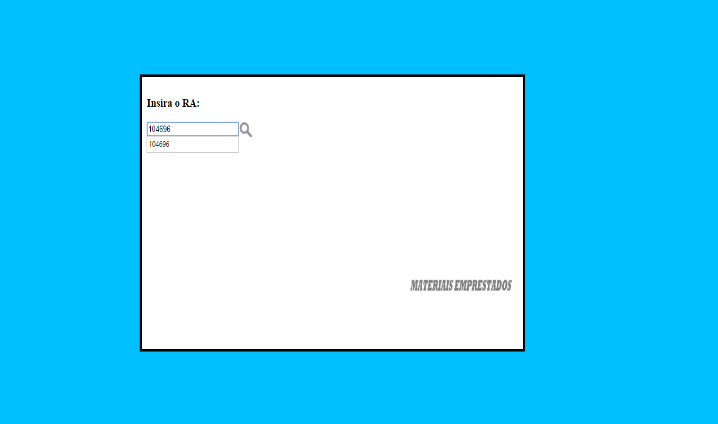 Insira o RA:
104696
104696
MATERIAIS EMPRESTADOS